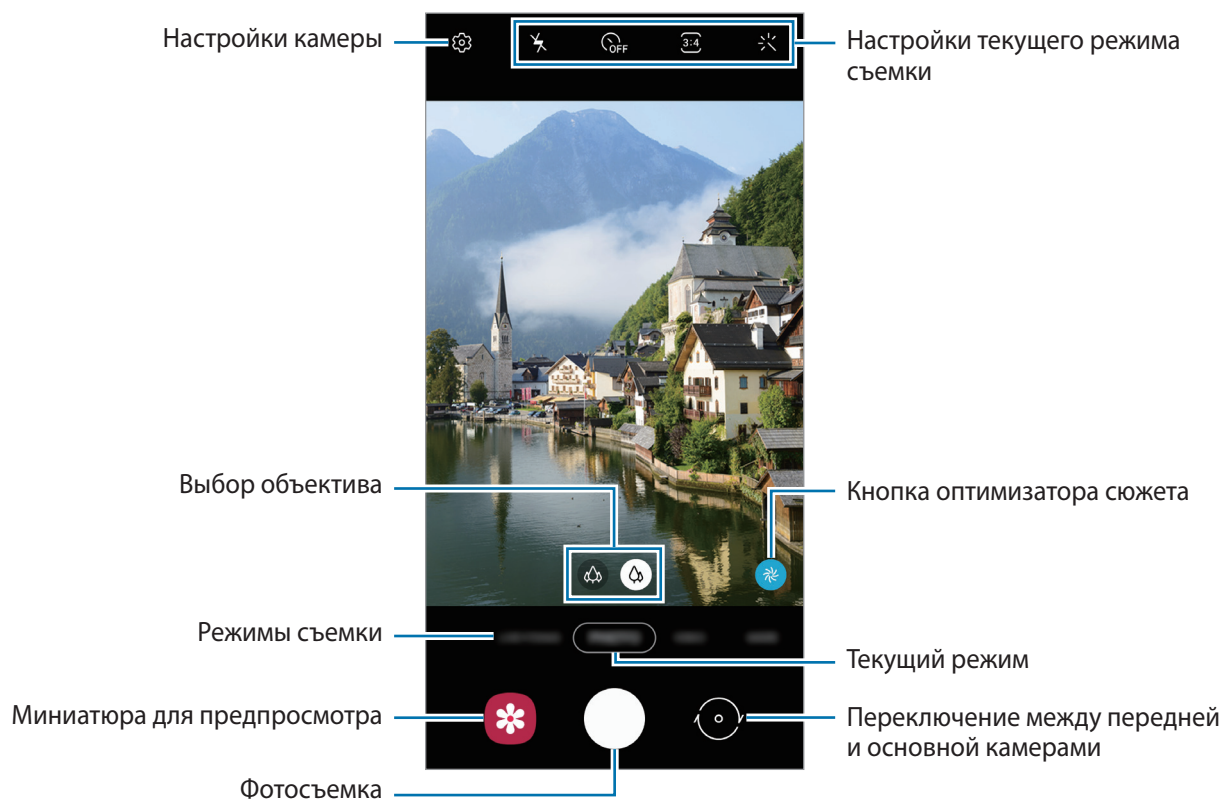 Настройки камеры
OFF
3:4
Настройки текущего режима
съемки
Выбор объектива
Кнопка оптимизатора сюжета
Режимы съемки
Текущий режим
Миниатюра для предпросмотра
Переключение между передней
и основной камерами
Фотосъемка